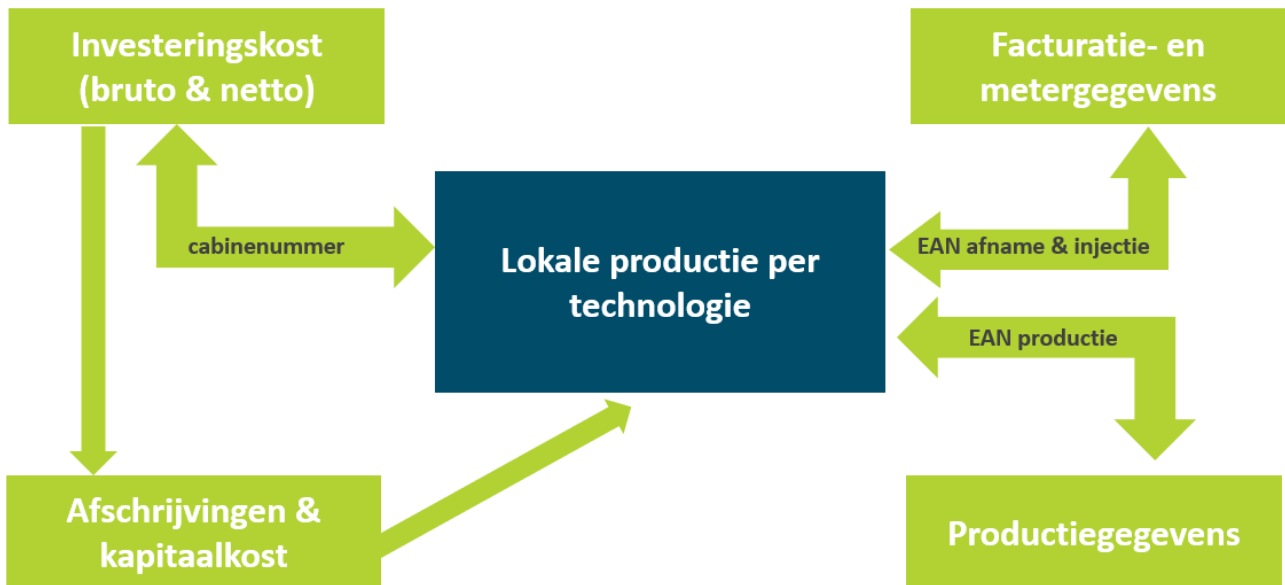 Investeringskost
(bruto & netto)
Facturatie- en
metergegevens
cabinenummer
Lokale productie per
technologie
EAN afname & injectie
EAN productie
Afschrijvingen &
kapitaalkost
Productiegegevens